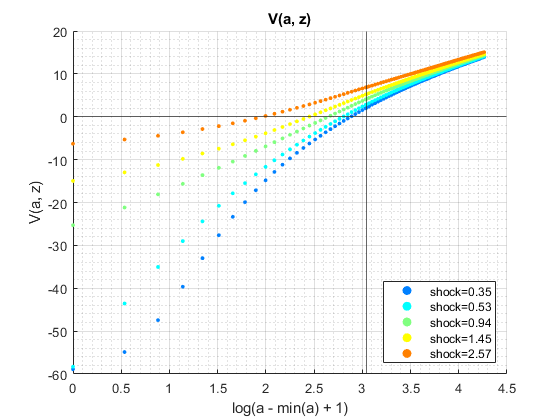 V(a, z)
20
10
0
-10
-20
-30
-40
-50
-60
V(a, z)
0 0.5 1 1.5 2 2.5 3 3.5 4 4.5
log(a - min(a) + 1)
shock=0.35
shock=0.53
shock=0.94
shock=1.45
shock=2.57